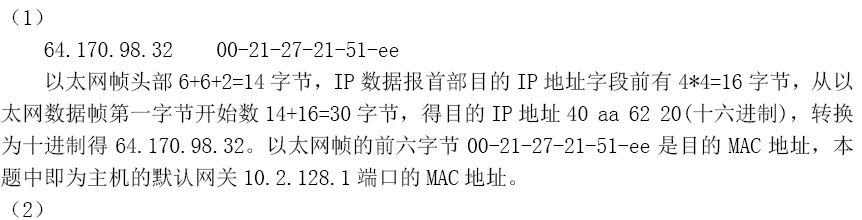 （1）
64.170.98.32 00-21-27-21-51-ee
以太网帧头部 6+6+2=14 字节，IP 数据报首部目的 IP 地址字段前有 4*4=16 字节，从以
太网数据帧第一字节开始数 14+16=30 字节，得目的 IP 地址 40 aa 62 20(十六进制)，转换
为十进制得 64.170.98.32。以太网帧的前六字节 00-21-27-21-51-ee 是目的 MAC 地址，本
题中即为主机的默认网关 10.2.128.1 端口的 MAC 地址。
（2）